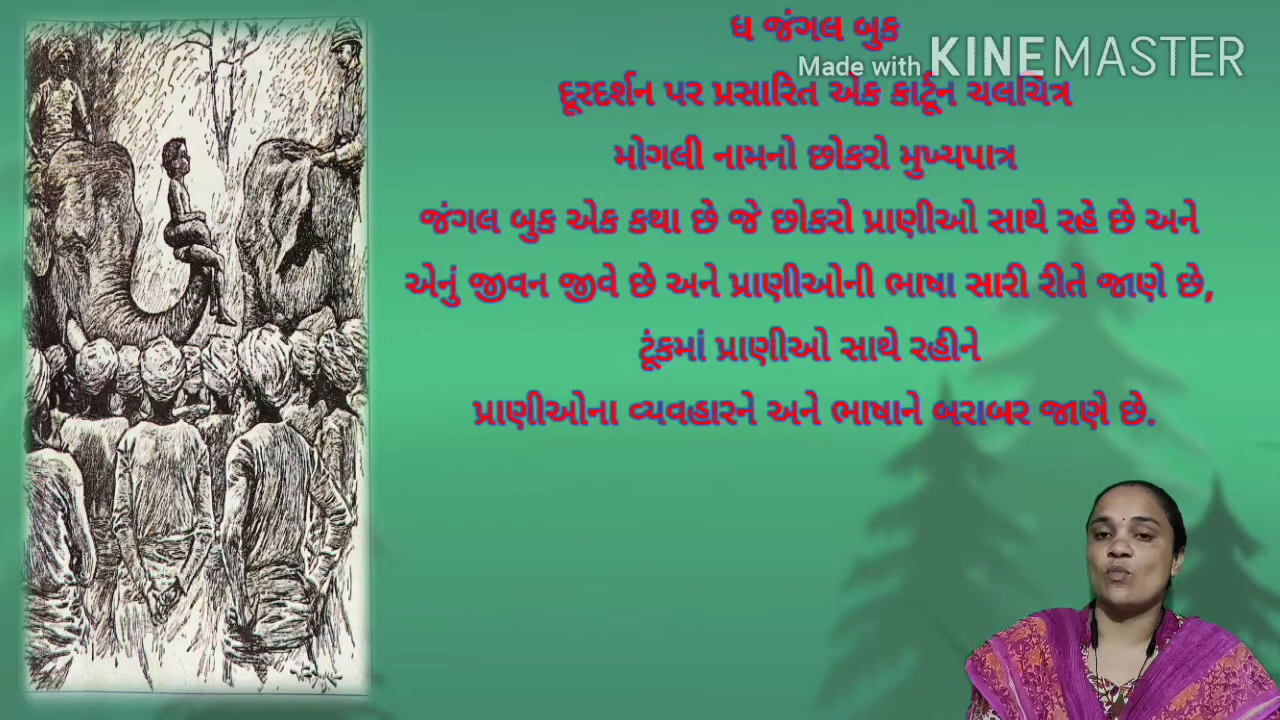 ધ જંગલ બુક
Made with KINEMASTER
દૂરદર્શન પર પ્રસારિત એક કાર્ટૂન ચલચિત્ર
મોગલી નામનો છોકરો મુખ્યપાત્ર
જંગલ બુક એક કથા છે જે છોકરો પ્રાણીઓ સાથે રહે છે અને
એનું જીવન જીવે છે અને પ્રાણીઓની ભાષા સારી રીતે જાણે છે,
ટૂંકમાં પ્રાણીઓ સાથે રહીને
પ્રાણીઓના વ્યવહારને અને ભાષાને બરાબર જાણે છે.